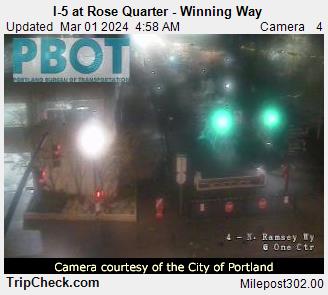 I-5 at Rose Quarter - Winning Way
Updated Mar 01 2024 4:58 AM Camera 4
PBOT
PORTLAND BUREAU OF TRANSPORTATION
4 - N. Ramsey Wy
@ One Ctr
Camera courtesy of the City of Portland
TripCheck.com Milepost302.00